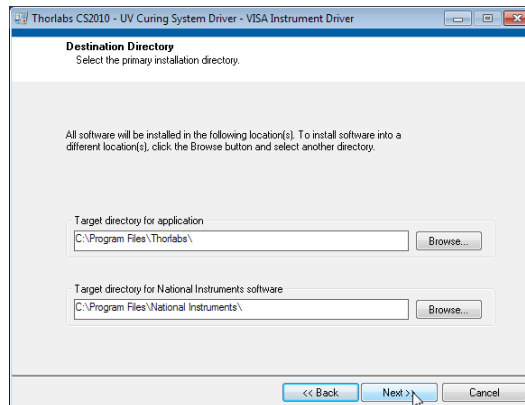 Thorlabs CS2010 - UV Curing System Driver - VISA Instrument Driver
Destination Directory
Select the primary installation directory.
All software will be installed in the following location(s). To install software into a
different location(s), click the Browse button and select another directory.
Target directory for application
C:\Program Files\Thorlabs\
Browse...
Target directory for National Instruments software
C:\Program Files\National Instruments\
Browse...
<< Back
Next >>
Cancel